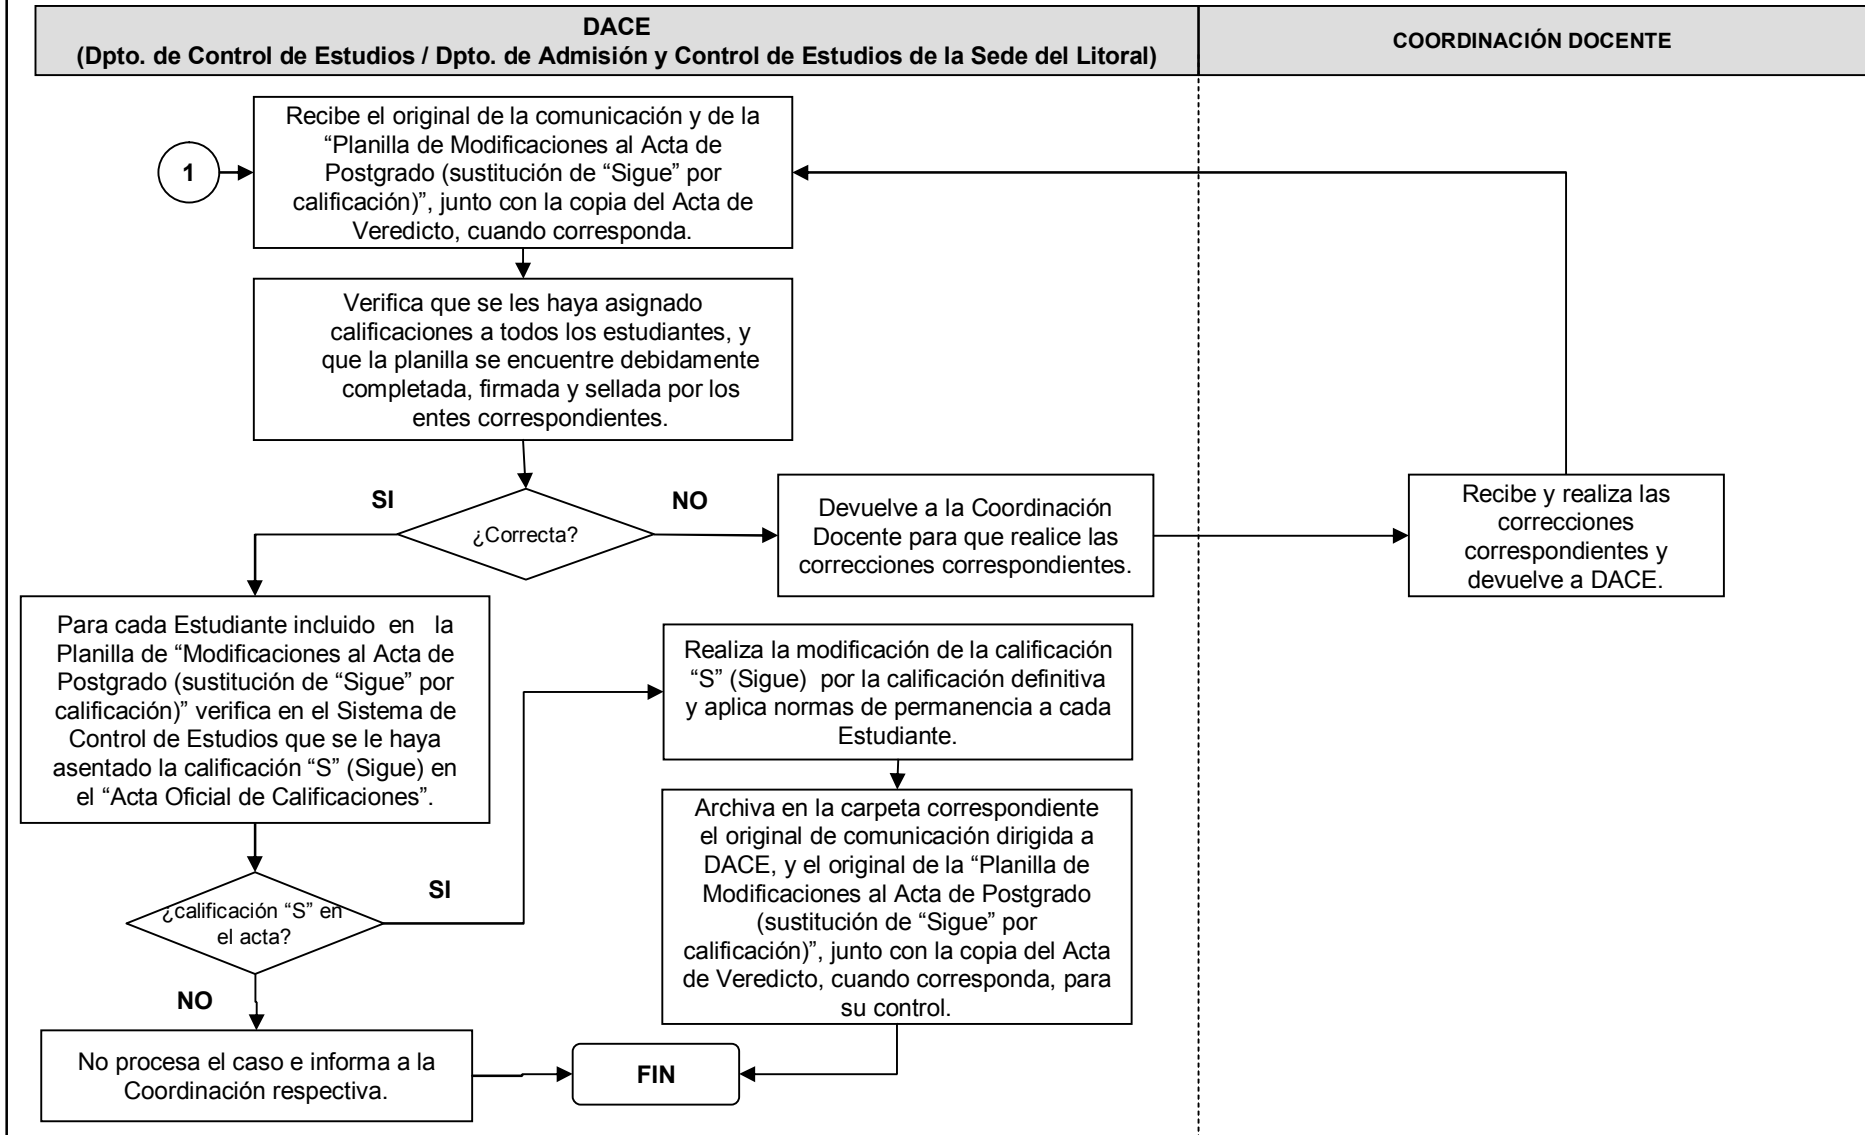 DACE
(Dpto. de Control de Estudios / Dpto. de Admisión y Control de Estudios de la Sede del Litoral)
COORDINACIÓN DOCENTE
1
Recibe el original de la comunicación y de la
“Planilla de Modificaciones al Acta de
Postgrado (sustitución de “Sigue” por
calificación)”, junto con la copia del Acta de
Veredicto, cuando corresponda.
Verifica que se les haya asignado
calificaciones a todos los estudiantes, y
que la planilla se encuentre debidamente
completada, firmada y sellada por los
entes correspondientes.
SI
¿Correcta?
NO
Devuelve a la Coordinación
Docente para que realice las
correcciones correspondientes.
Recibe y realiza las
correcciones
correspondientes y
devuelve a DACE.
Para cada Estudiante incluido en la
Planilla de “Modificaciones al Acta de
Postgrado (sustitución de “Sigue” por
calificación)” verifica en el Sistema de
Control de Estudios que se le haya
asentado la calificación “S” (Sigue) en
el “Acta Oficial de Calificaciones”.
¿calificación “S” en
el acta?
SI
NO
Realiza la modificación de la calificación
“S” (Sigue) por la calificación definitiva
y aplica normas de permanencia a cada
Estudiante.
Archiva en la carpeta correspondiente
el original de comunicación dirigida a
DACE, y el original de la “Planilla de
Modificaciones al Acta de Postgrado
(sustitución de “Sigue” por
calificación)”, junto con la copia del Acta
de Veredicto, cuando corresponda, para
su control.
No procesa el caso e informa a la
Coordinación respectiva.
FIN